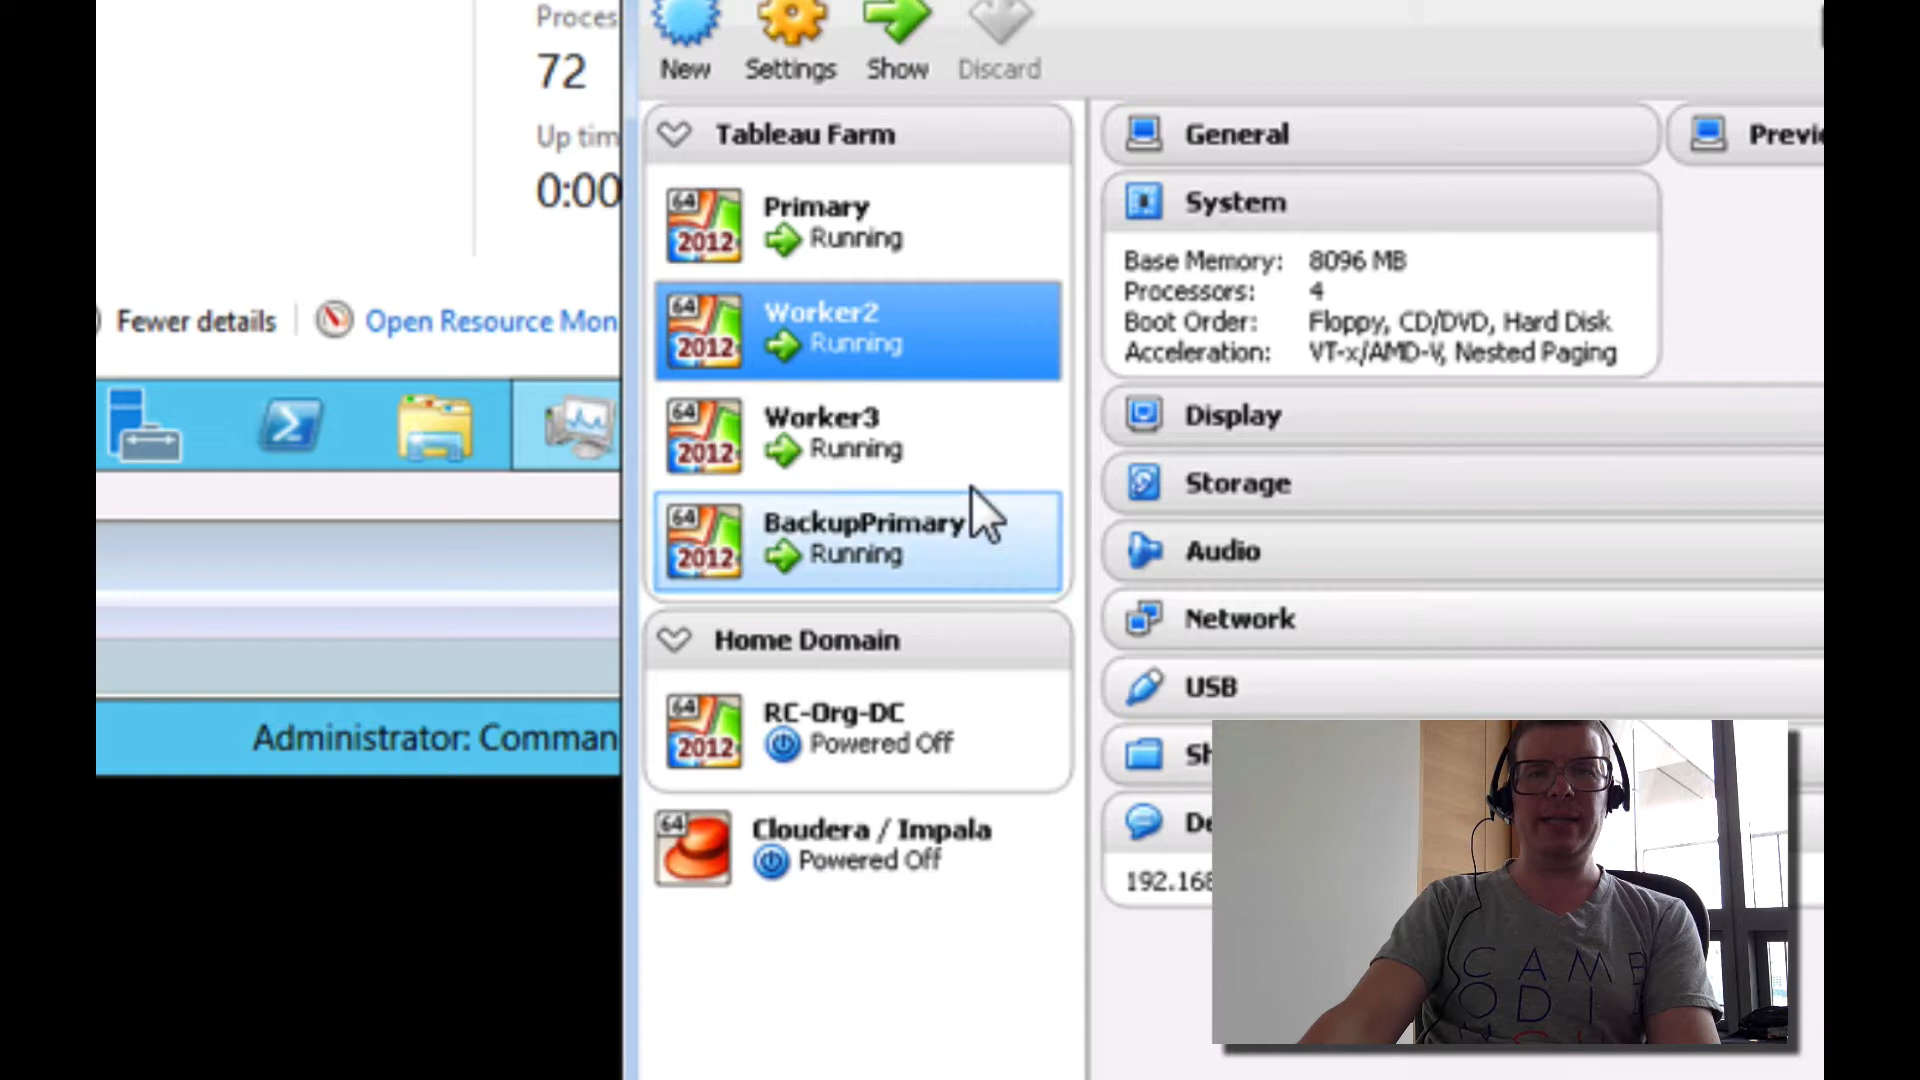 Proces
72
Up tim
0:00
Fewer details
Open Resource Mon
Administrator: Comman
New
Settings
Show
Discard
Tableau Farm
64
2012
Primary
Running
64
2012
Worker2
Running
64
2012
Worker3
Running
64
2012
BackupPrimary
Running
Home Domain
64
2012
RC-Org-DC
Powered Off
64
Cloudera / Impala
Powered Off
General
Previ
System
Base Memory: 8096 MB
Processors: 4
Boot Order: Floppy, CD/DVD, Hard Disk
Acceleration: VT-x/AMD-V, Nested Paging
Display
Storage
Audio
Network
USB
Sh
De
192.168
CAMB
ODI